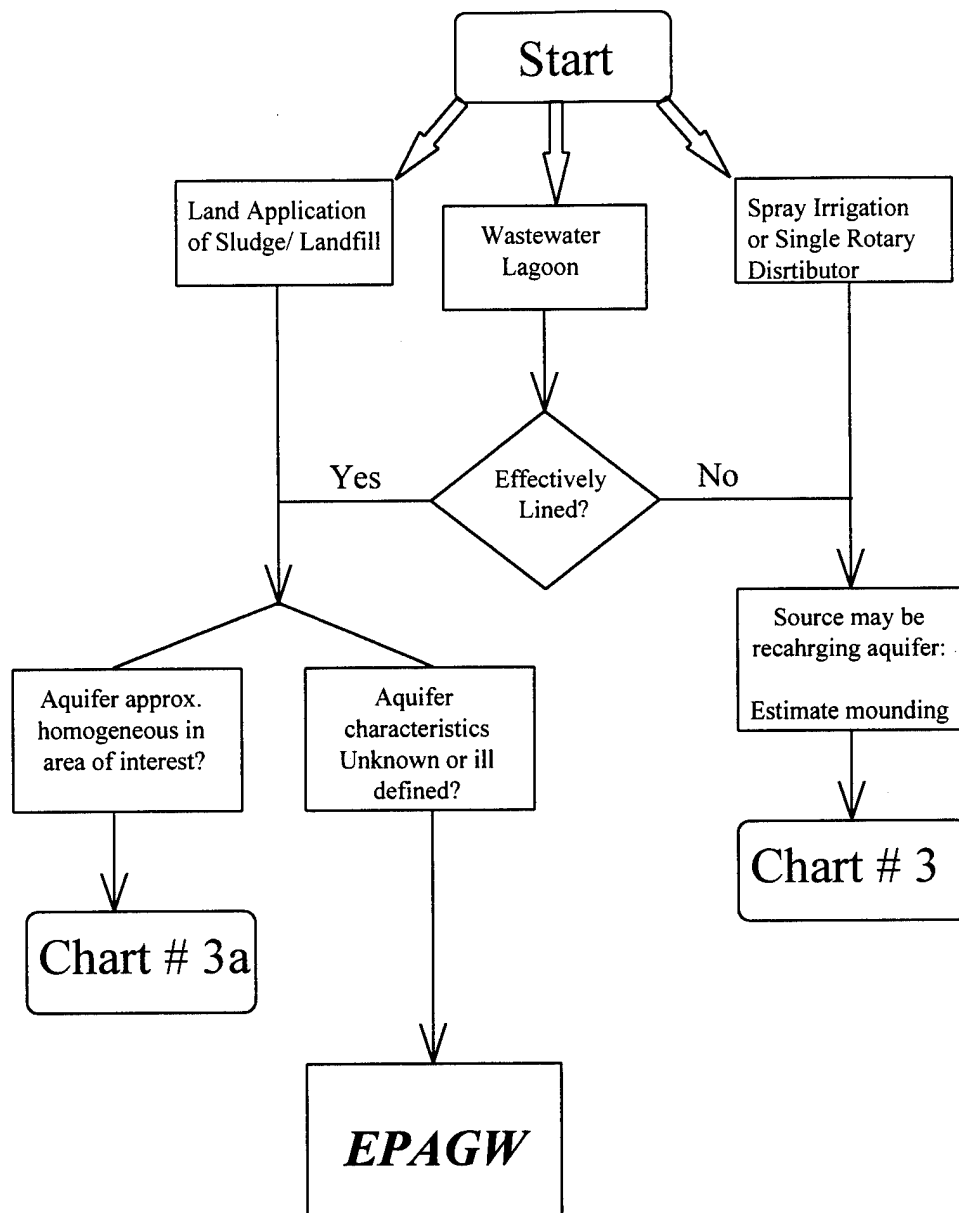 Start
Land Application
of Sludge/ Landfill
Wastewater
Lagoon
Spray Irrigation
or Single Rotary
Disrtibutor
Yes
Effectively
Lined?
No
Source may be
recahrging aquifer:
Estimate mounding
Aquifer approx.
homogeneous in
area of interest?
Aquifer
characteristics
Unknown or ill
defined?
Chart # 3
Chart # 3a
EPAGW